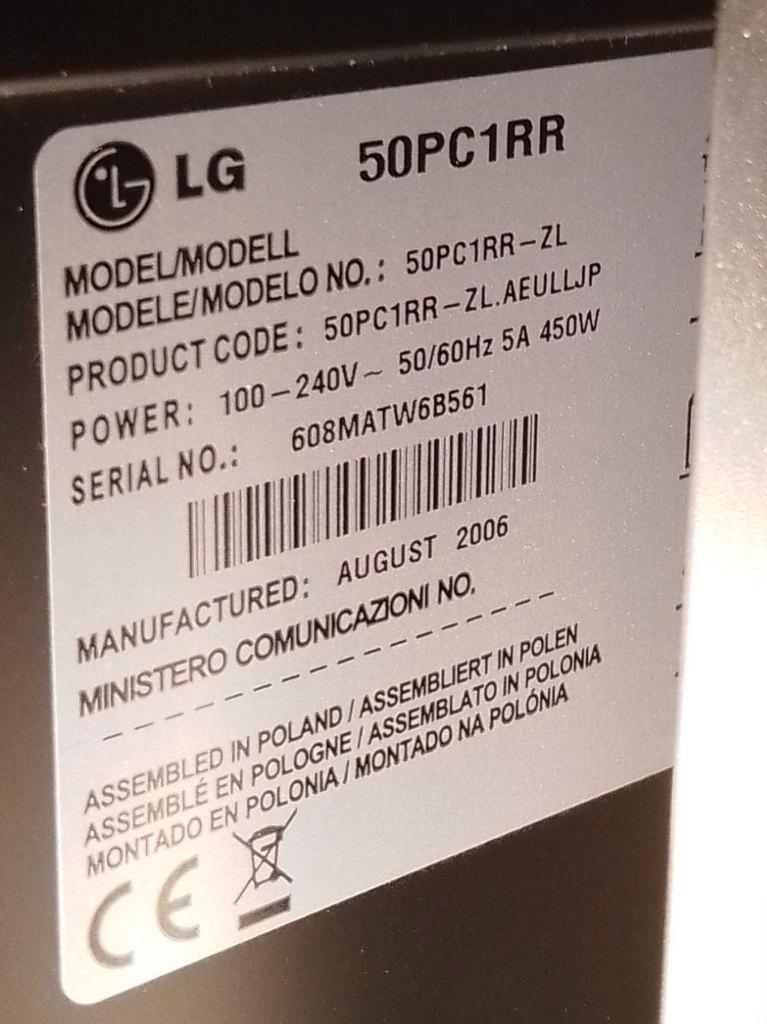 LG 50PC1RR
MODEL/MODELL
MODELE/MODELO NO.: 50PC1RR-ZL
PRODUCT CODE: 50PC1RR-ZL.AEULLJP
POWER: 100-240V~ 50/60Hz 5A 450W
SERIAL NO.: 608MATW6B561
MANUFACTURED: AUGUST 2006
MINISTERO COMUNICAZIONI NO.
ASSEMBLED IN POLAND / ASSEMBLIERT IN POLEN
ASSEMBLÉ EN POLOGNE / ASSEMBLATO IN POLONIA
MONTADO EN POLONIA / MONTADO NA POLÓNIA
CE